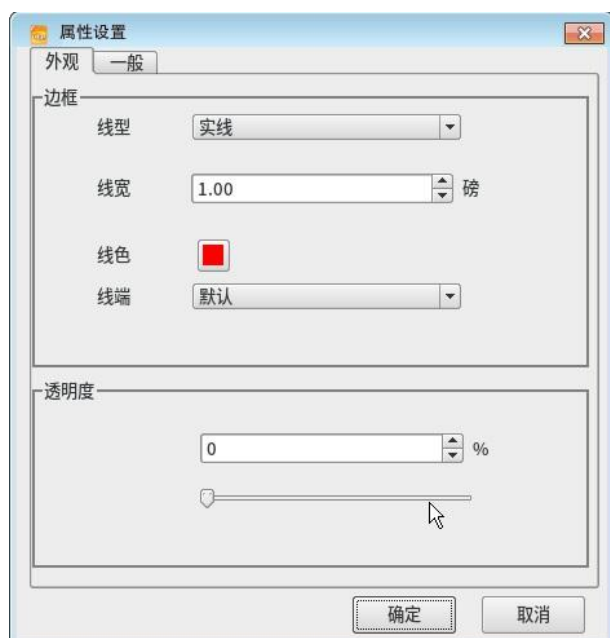 属性设置
外观 一般
边框
线型 实线
线宽 1.00 磅
线色
线端 默认
透明度
0 %
确定 取消